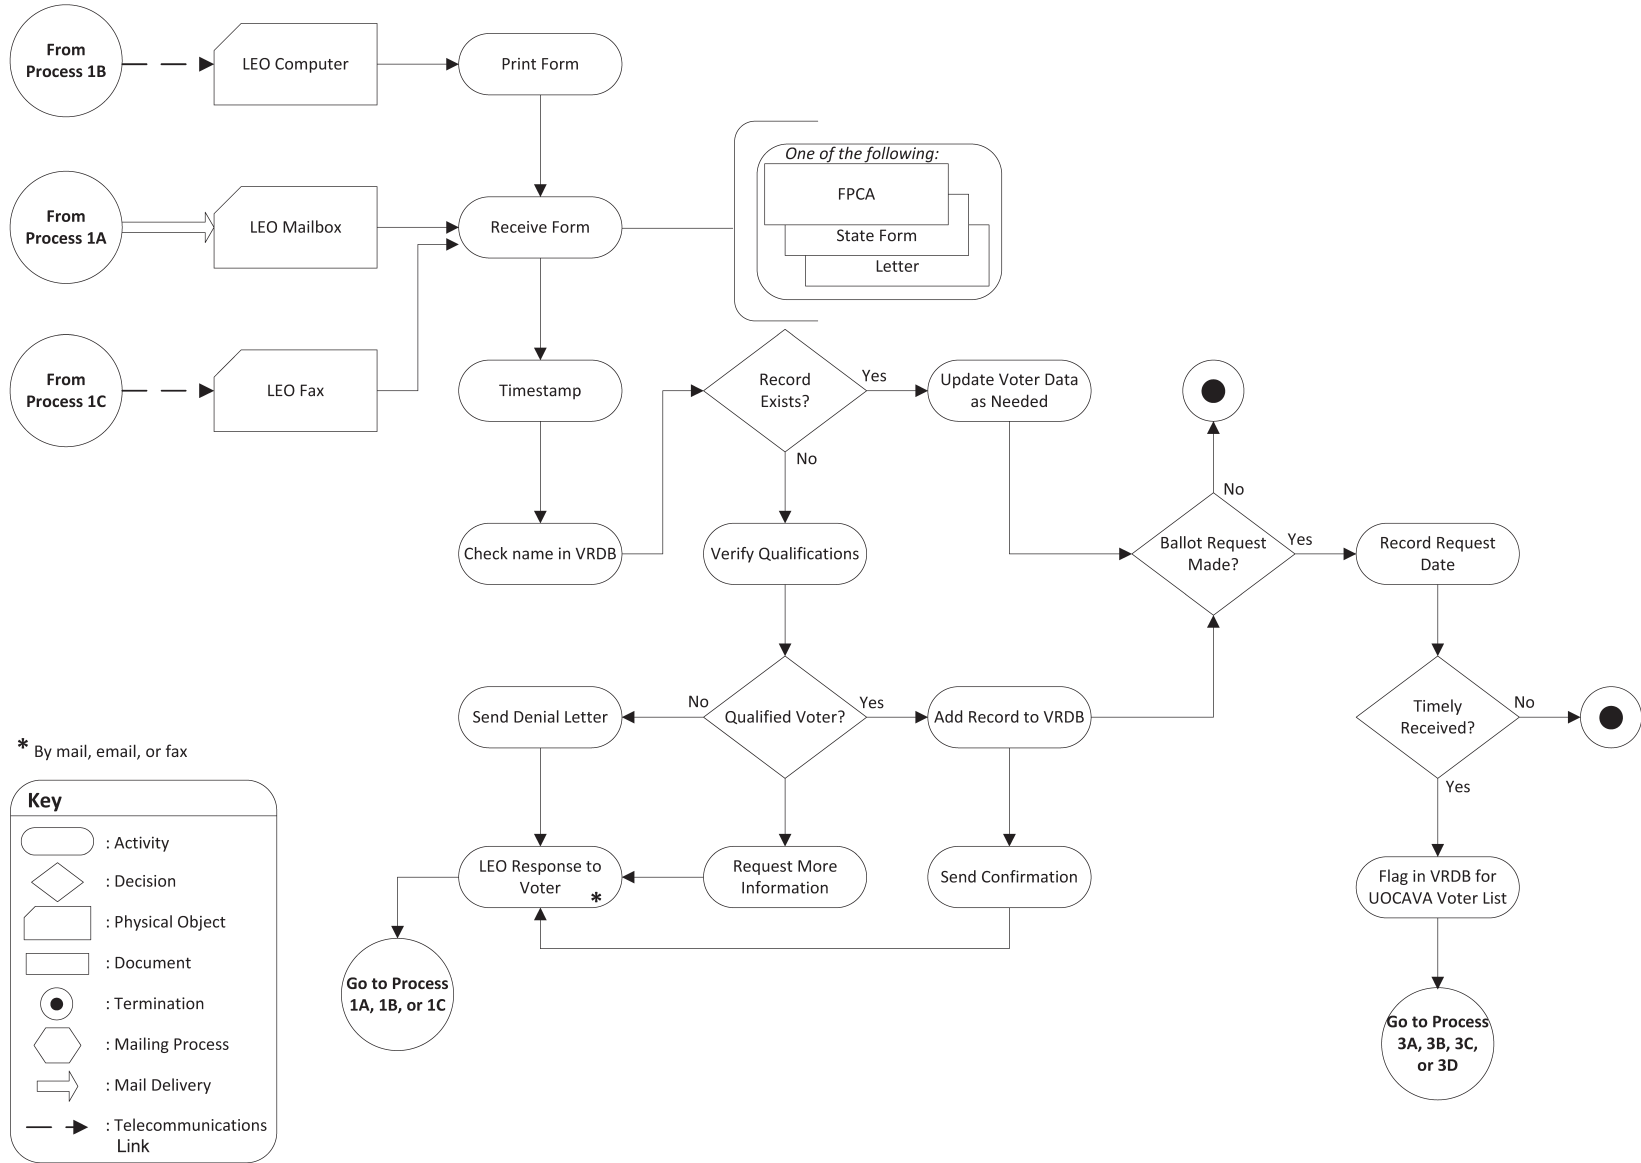 From
Process 1B
LEO Computer
Print Form
One of the following:
FPCA
State Form
Letter
From
Process 1A
LEO Mailbox
Receive Form
From
Process 1C
LEO Fax
Timestamp
Record
Exists?
Yes
No
Update Voter Data
as Needed
Check name in VRDB
Verify Qualifications
No
Ballot Request
Made?
Yes
Record Request
Date
Send Denial Letter
No
Qualified Voter?
Yes
Add Record to VRDB
Timely
Received?
No
Yes
* By mail, email, or fax
LEO Response to
Voter
*
Request More
Information
Send Confirmation
Flag in VRDB for
UOCAVA Voter List
Go to Process
1A, 1B, or 1C
Go to Process
3A, 3B, 3C,
or 3D
Key
: Activity
: Decision
: Physical Object
: Document
: Termination
: Mailing Process
: Mail Delivery
: Telecommunications
Link